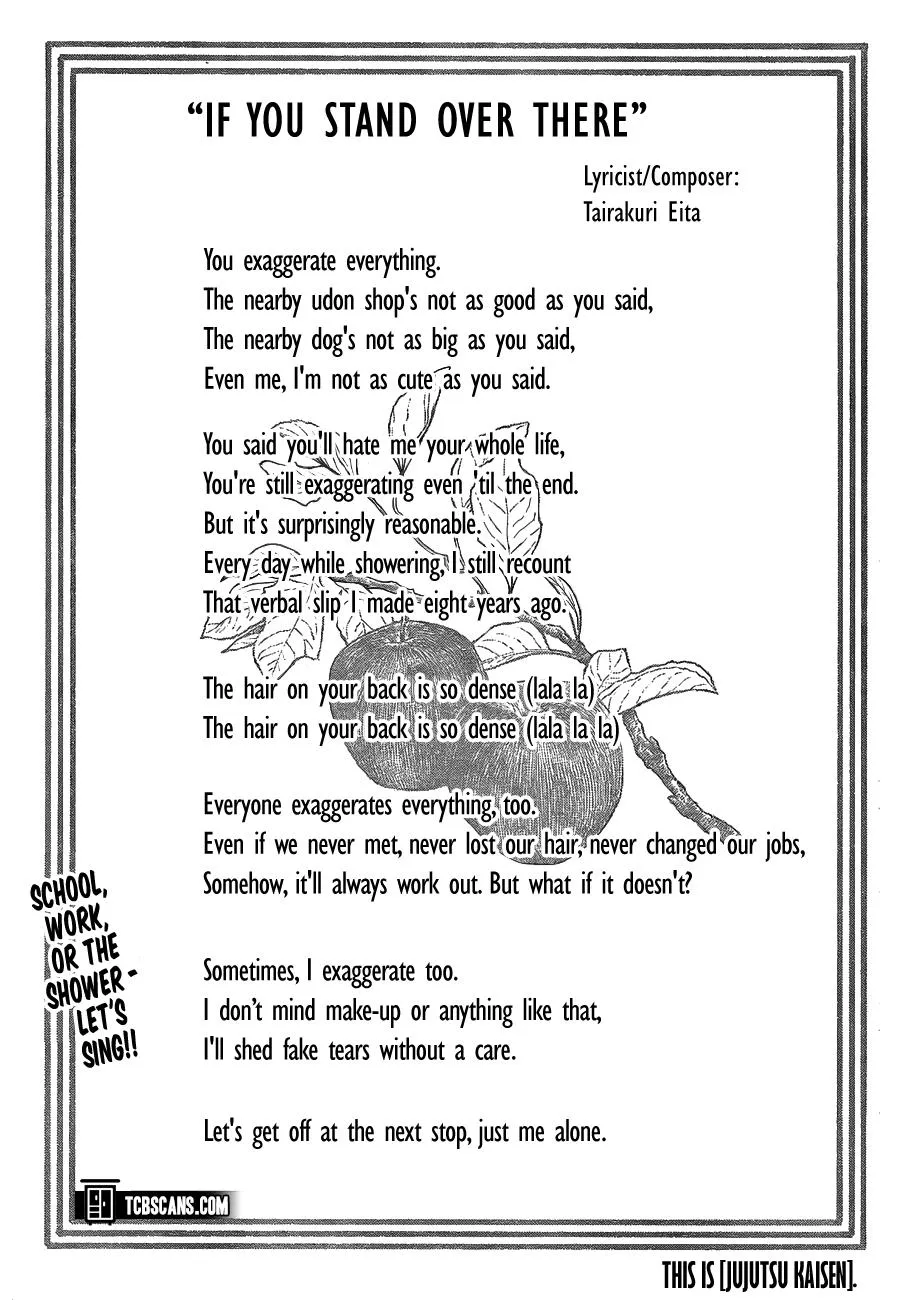 “IF YOU STAND OVER THERE”
Lyricist/Composer:
Tairakuri Eita
You exaggerate everything.
The nearby udon shop's not as good as you said,
The nearby dog's not as big as you said,
Even me, I'm not as cute as you said.
You said you'll hate me your whole life,
You're still exaggerating even 'til the end.
But it's surprisingly reasonable.
Every day while showering, I still recount
That verbal slip I made eight years ago.
The hair on your back is so dense (lala la)
The hair on your back is so dense (lala la la)
Everyone exaggerates everything, too.
Even if we never met, never lost our hair, never changed our jobs,
Somehow, it'll always work out. But what if it doesn't?
Sometimes, I exaggerate too.
I don’t mind make-up or anything like that,
I'll shed fake tears without a care.
Let's get off at the next stop, just me alone.
SCHOOL,
WORK,
OR THE
SHOWER -
LET'S
SING!!
TCBSCANS.COM
THIS IS [JUJUTSU KAISEN].